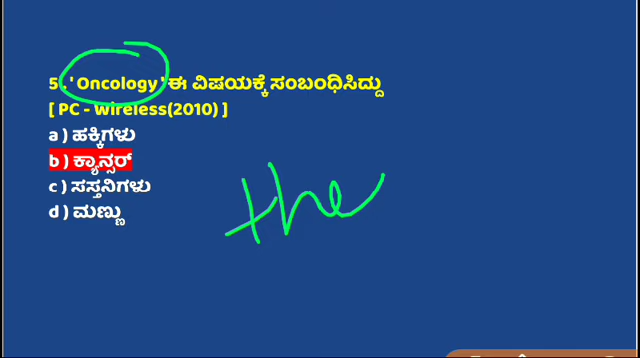 5. 'Oncology' ಈ ವಿಷಯಕ್ಕೆ ಸಂಬಂಧಿಸಿದ್ದು
[ PC - Wireless(2010) ]
a ) ಹಕ್ಕಿಗಳು
b ) ಕ್ಯಾನ್ಸರ್
c ) ಸಸ್ತನಿಗಳು
d ) ಮಣ್ಣು
the